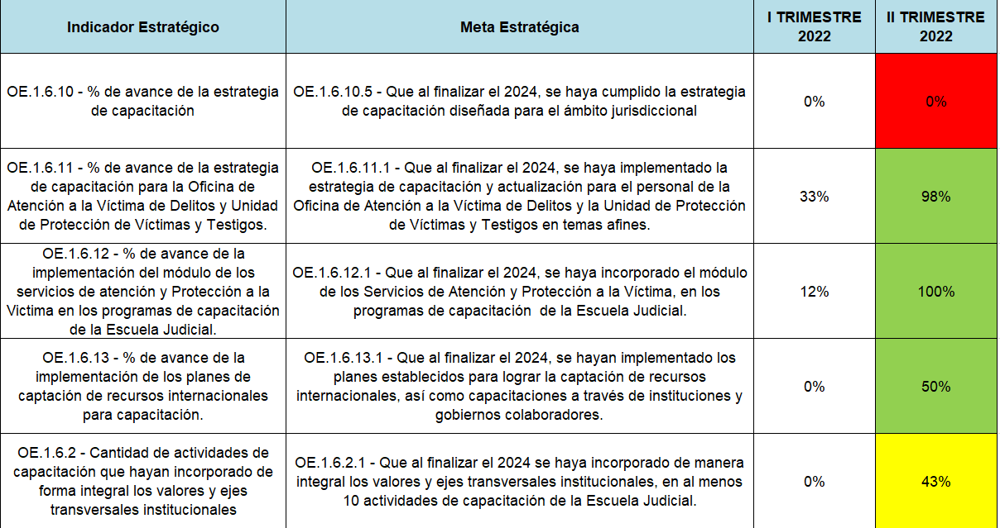 Indicador Estratégico
Meta Estratégica
I TRIMESTRE
2022
II TRIMESTRE
2022
OE.1.6.10 - % de avance de la estrategia
de capacitación
OE.1.6.10.5 - Que al finalizar el 2024, se haya cumplido la estrategia
de capacitación diseñada para el ámbito jurisdiccional
0%
0%
OE.1.6.11 - % de avance de la estrategia
de capacitación para la Oficina de
Atención a la Víctima de Delitos y Unidad
de Protección de Víctimas y Testigos.
OE.1.6.11.1 - Que al finalizar el 2024, se haya implementado la
estrategia de capacitación y actualización para el personal de la
Oficina de Atención a la Víctima de Delitos y la Unidad de Protección
de Víctimas y Testigos en temas afines.
33%
98%
OE.1.6.12 - % de avance de la
implementación del módulo de los
servicios de atención y Protección a la
Victima en los programas de capacitación
de la Escuela Judicial.
OE.1.6.12.1 - Que al finalizar el 2024, se haya incorporado el módulo
de los Servicios de Atención y Protección a la Víctima, en los
programas de capacitación  de la Escuela Judicial.
12%
100%
OE.1.6.13 - % de avance de la
implementación de los planes de
captación de recursos internacionales
para capacitación.
OE.1.6.13.1 - Que al finalizar el 2024, se hayan implementado los
planes establecidos para lograr la captación de recursos
internacionales, así como capacitaciones a través de instituciones y
gobiernos colaboradores.
0%
50%
OE.1.6.2 - Cantidad de actividades de
capacitación que hayan incorporado de
forma integral los valores y ejes
transversales institucionales
OE.1.6.2.1 - Que al finalizar el 2024 se haya incorporado de manera
integral los valores y ejes transversales institucionales, en al menos
10 actividades de capacitación de la Escuela Judicial.
0%
43%